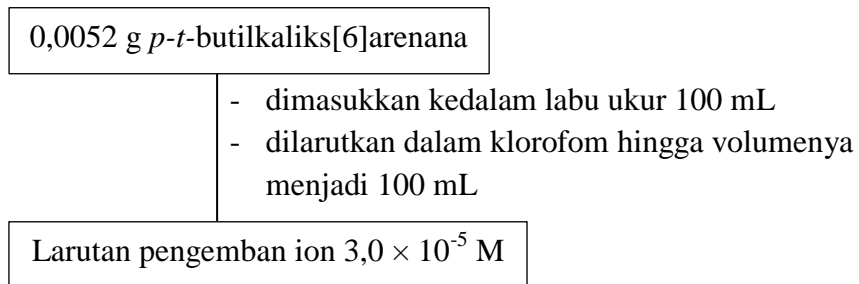 0,0052 g p-t-butilkaliks[6]arenana
- dimasukkan kedalam labu ukur 100 mL
- dilarutkan dalam klorofom hingga volumenya
menjadi 100 mL
Larutan pengemban ion 3,0 × 10⁻⁵ M